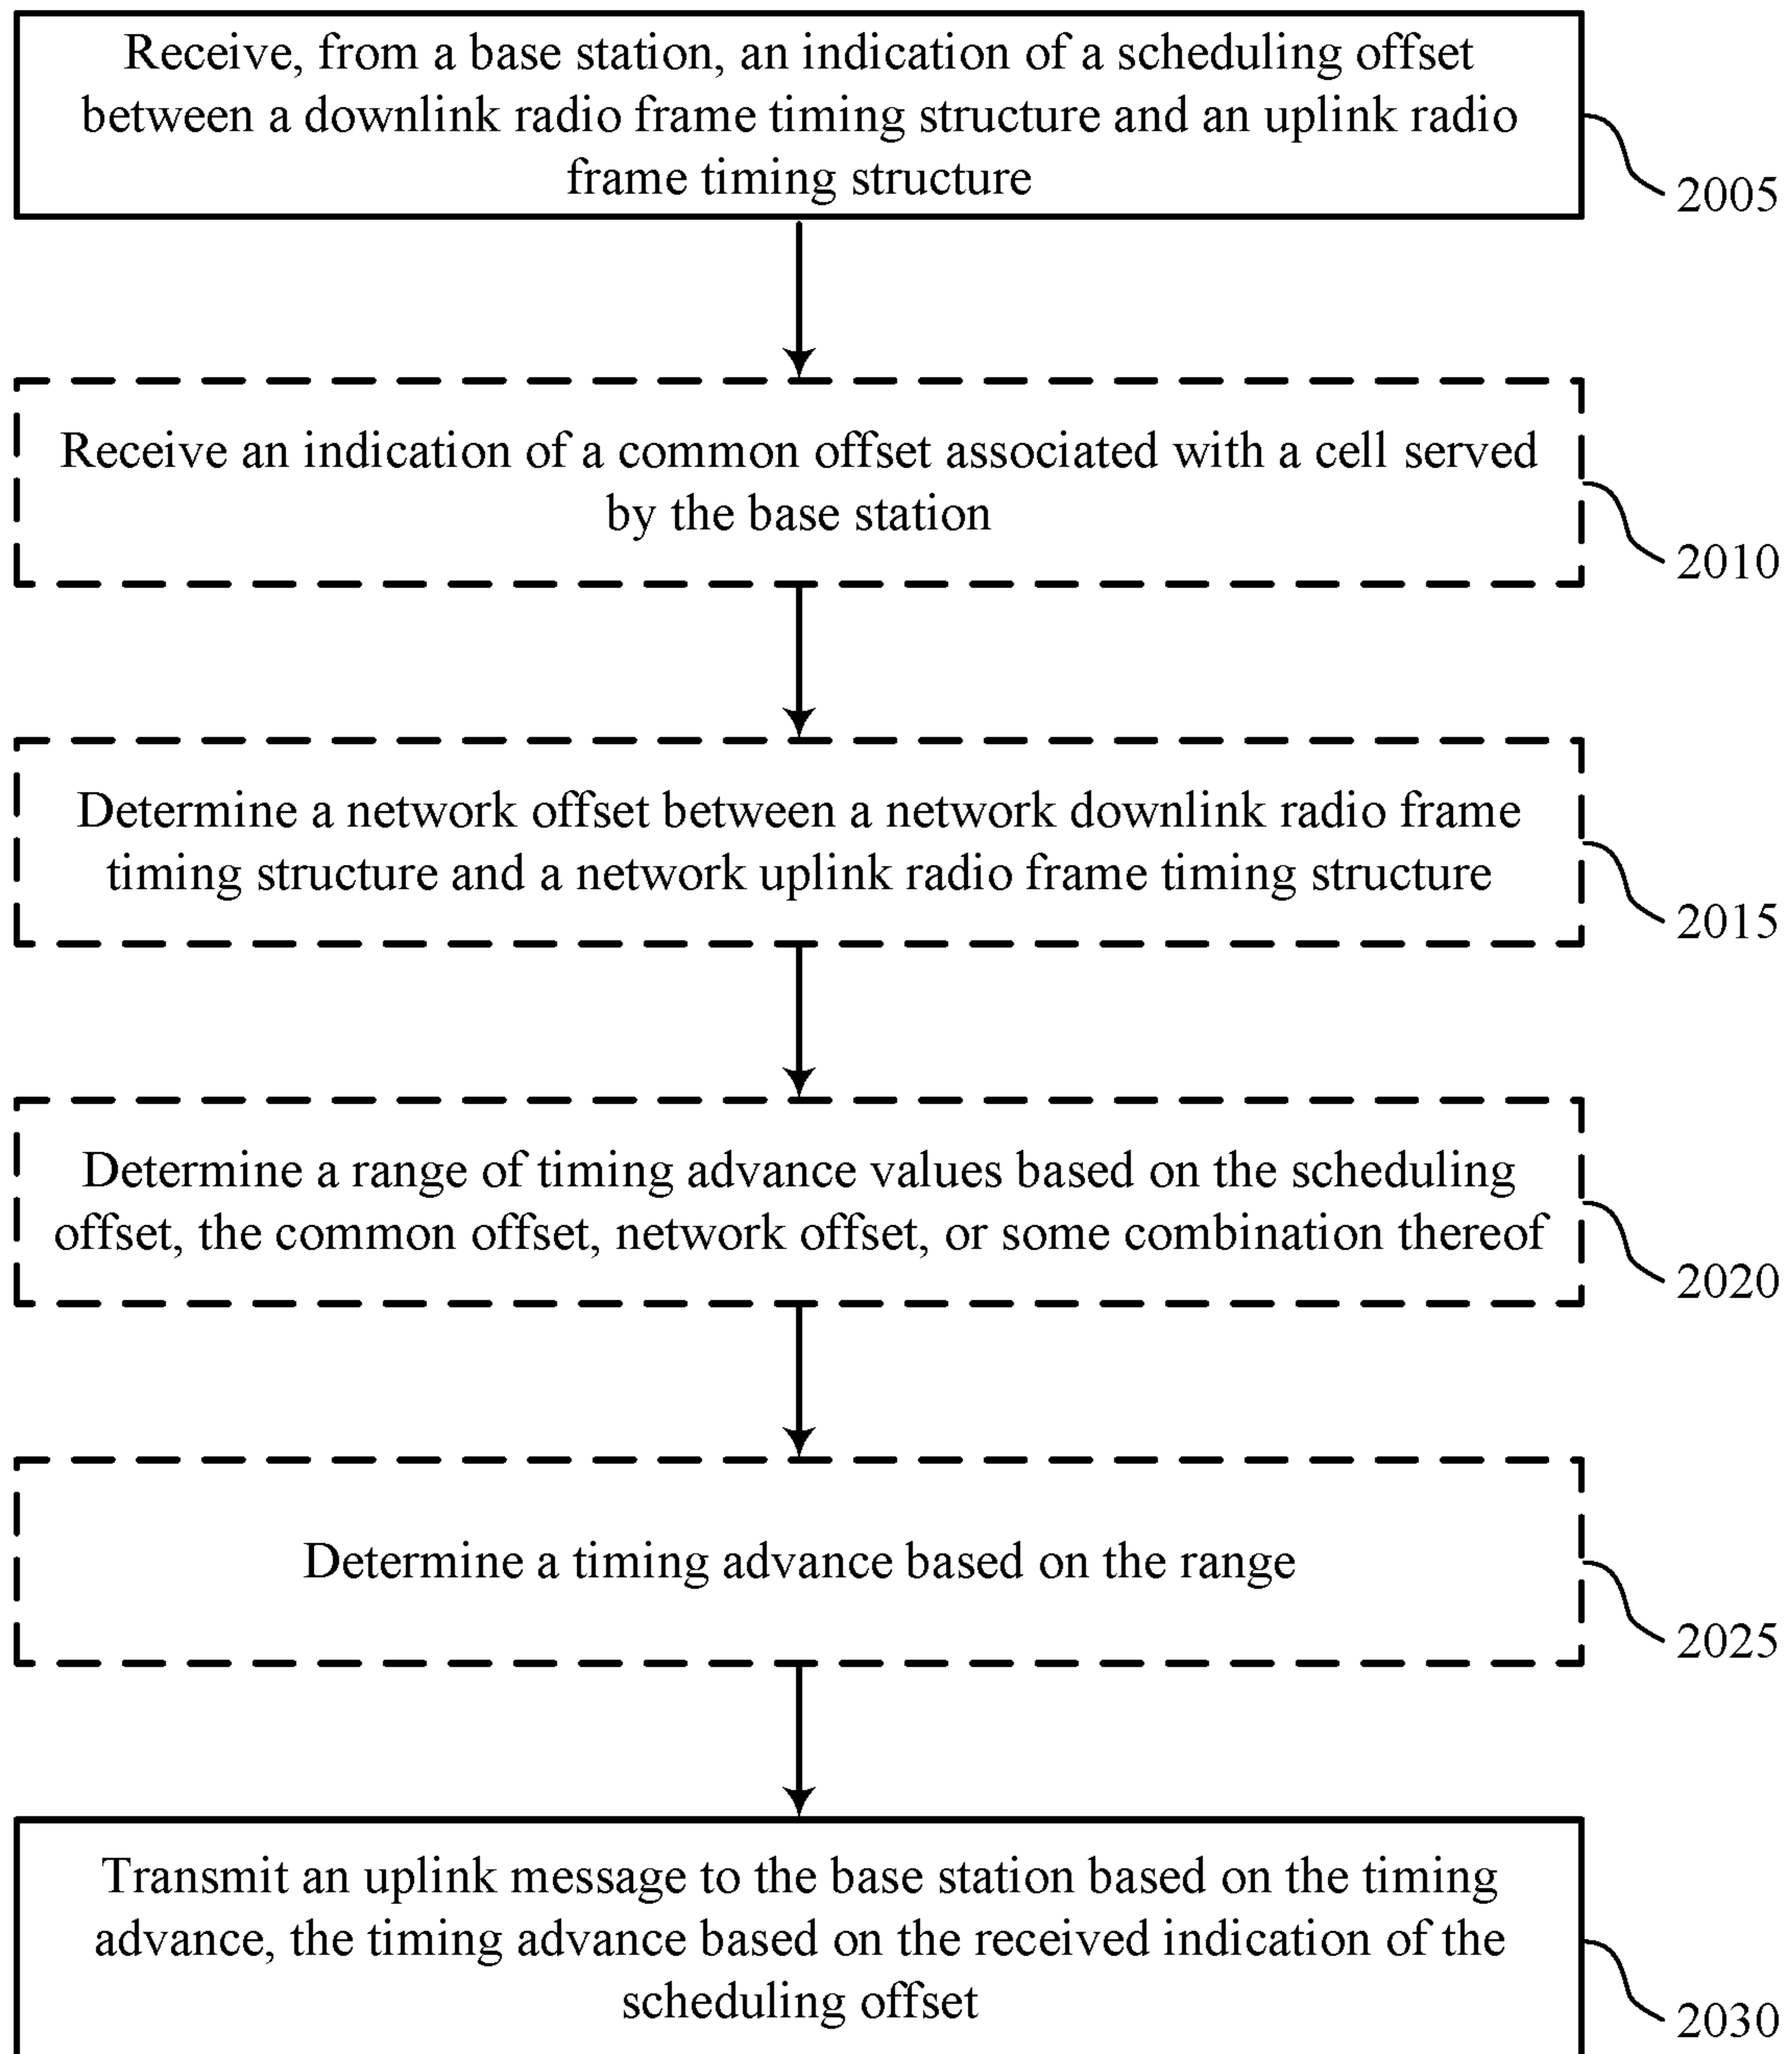 Receive, from a base station, an indication of a scheduling offset
between a downlink radio frame timing structure and an uplink radio
frame timing structure
2005
Receive an indication of a common offset associated with a cell served
by the base station
2010
Determine a network offset between a network downlink radio frame
timing structure and a network uplink radio frame timing structure
2015
Determine a range of timing advance values based on the scheduling
offset, the common offset, network offset, or some combination thereof
2020
Determine a timing advance based on the range
2025
Transmit an uplink message to the base station based on the timing
advance, the timing advance based on the received indication of the
scheduling offset
2030